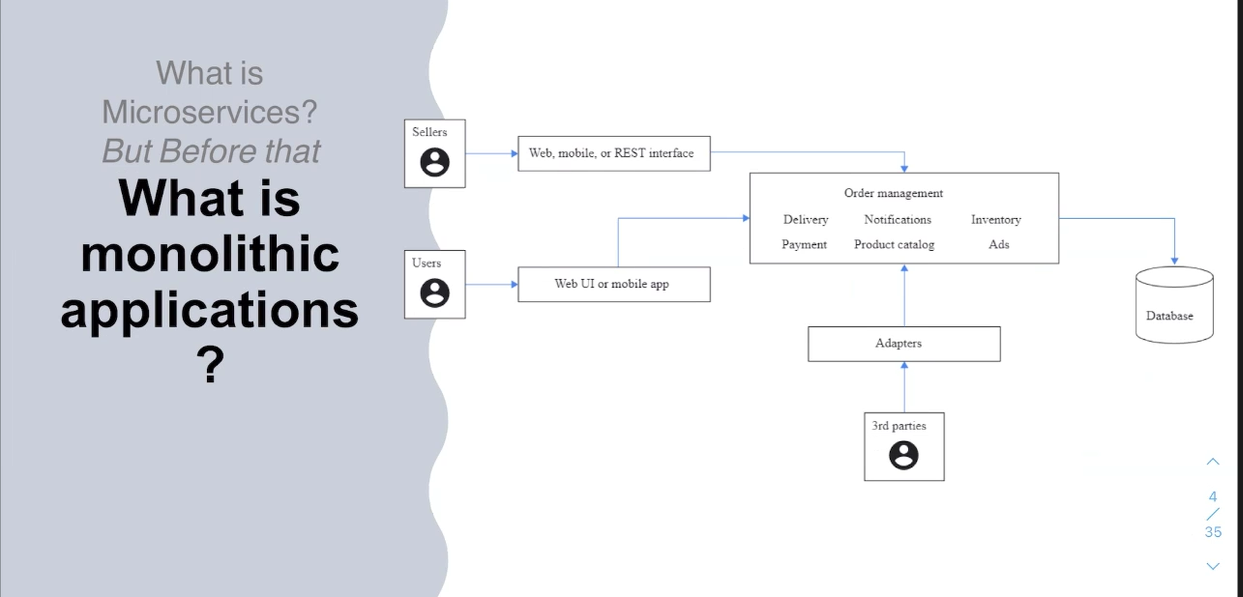 What is
Microservices?
But Before that
What is
monolithic
applications
?
Sellers
Web, mobile, or REST interface
Order management
Delivery Notifications Inventory
Payment Product catalog Ads
Users
Web UI or mobile app
Database
Adapters
3rd parties
4
/
35